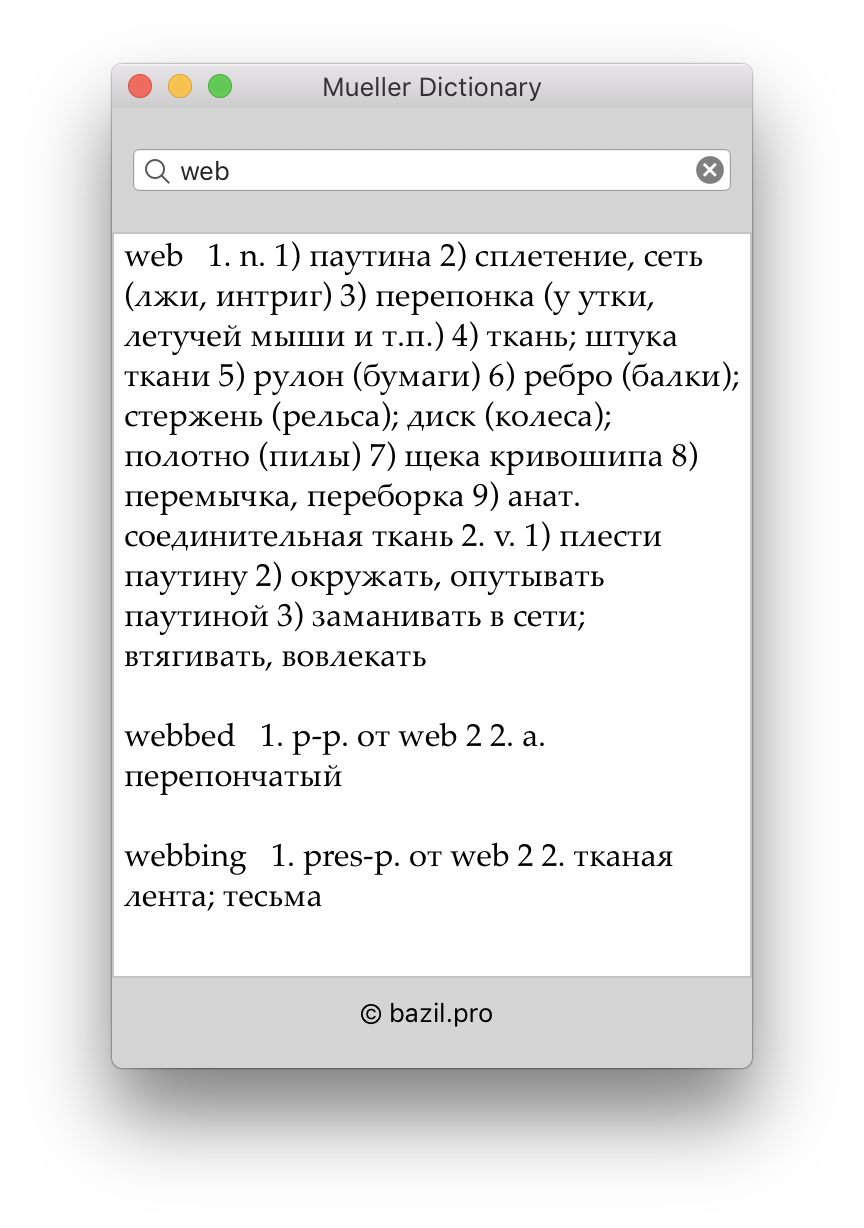 Mueller Dictionary
web
web 1. n. 1) паутина 2) сплетение, сеть
(лжи, интриг) 3) перепонка (у утки,
летучей мыши и т.п.) 4) ткань; штука
ткани 5) рулон (бумаги) 6) ребро (балки);
стержень (рельса); диск (колеса);
полотно (пилы) 7) щека кривошипа 8)
перемычка, переборка 9) анат.
соединительная ткань 2. v. 1) плести
паутину 2) окружать, опутывать
паутиной 3) заманивать в сети;
втягивать, вовлекать
webbed 1. p-p. от web 2 2. a.
перепончатый
webbing 1. pres-p. от web 2 2. тканая
лента; тесьма
© bazil.pro